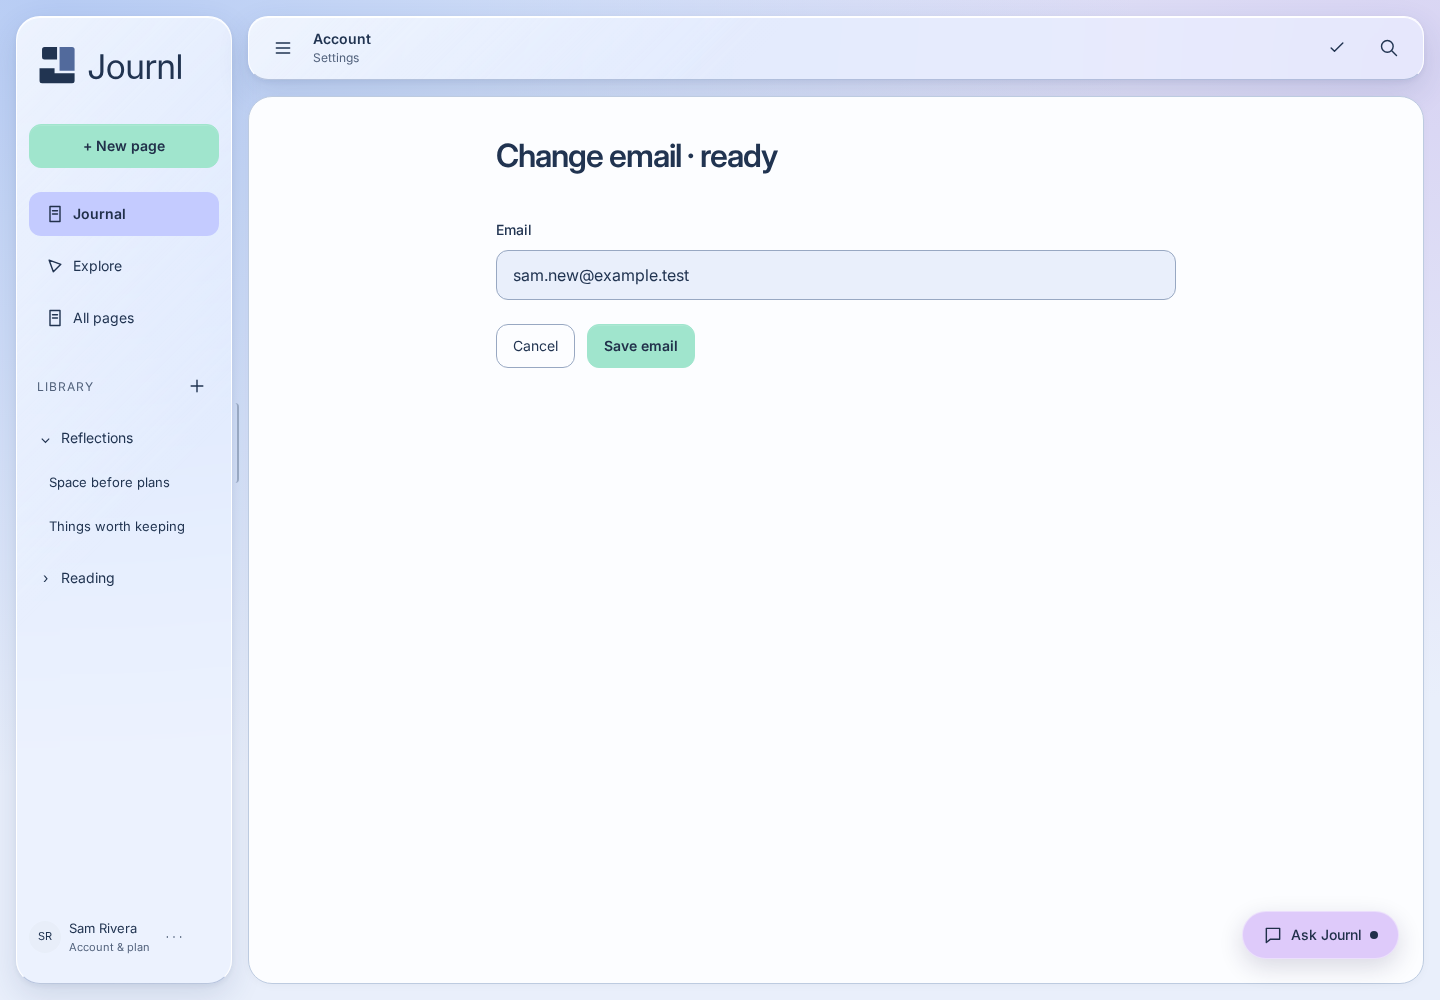 Journl
+ New page
Journal
Explore
All pages
LIBRARY
Reflections
Space before plans
Things worth keeping
Reading
SR
Sam Rivera
Account & plan
Account
Settings
Change email · ready
Email
sam.new@example.test
Cancel
Save email
Ask Journl